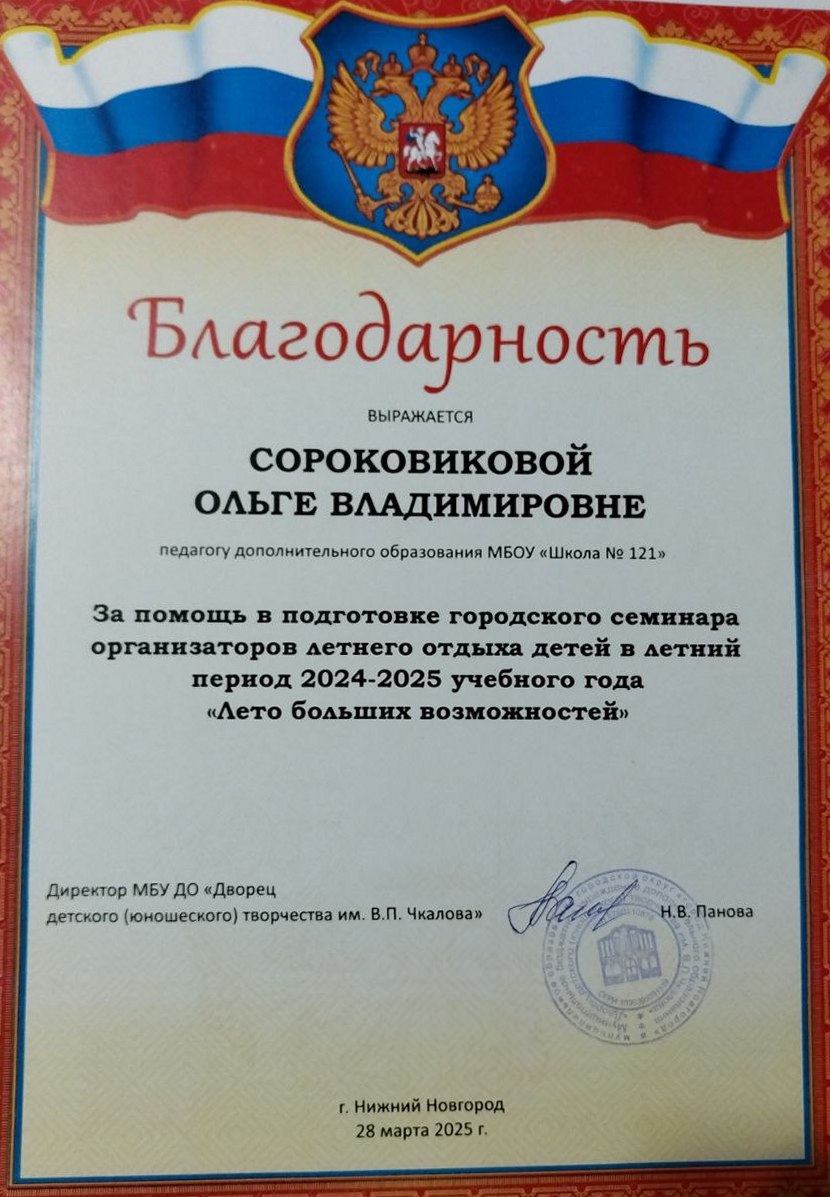 Благодарность
ВЫРАЖАЕТСЯ
СОРОКОВИКОВОЙ
ОЛЬГЕ ВЛАДИМИРОВНЕ
педагогу дополнительного образования МБОУ «Школа № 121»
За помощь в подготовке городского семинара
организаторов летнего отдыха детей в летний
период 2024-2025 учебного года
«Лето больших возможностей»
Директор МБУ ДО «Дворец
детского (юношеского) творчества им. В.П. Чкалова»
Н.В. Панова
г. Нижний Новгород
28 марта 2025 г.